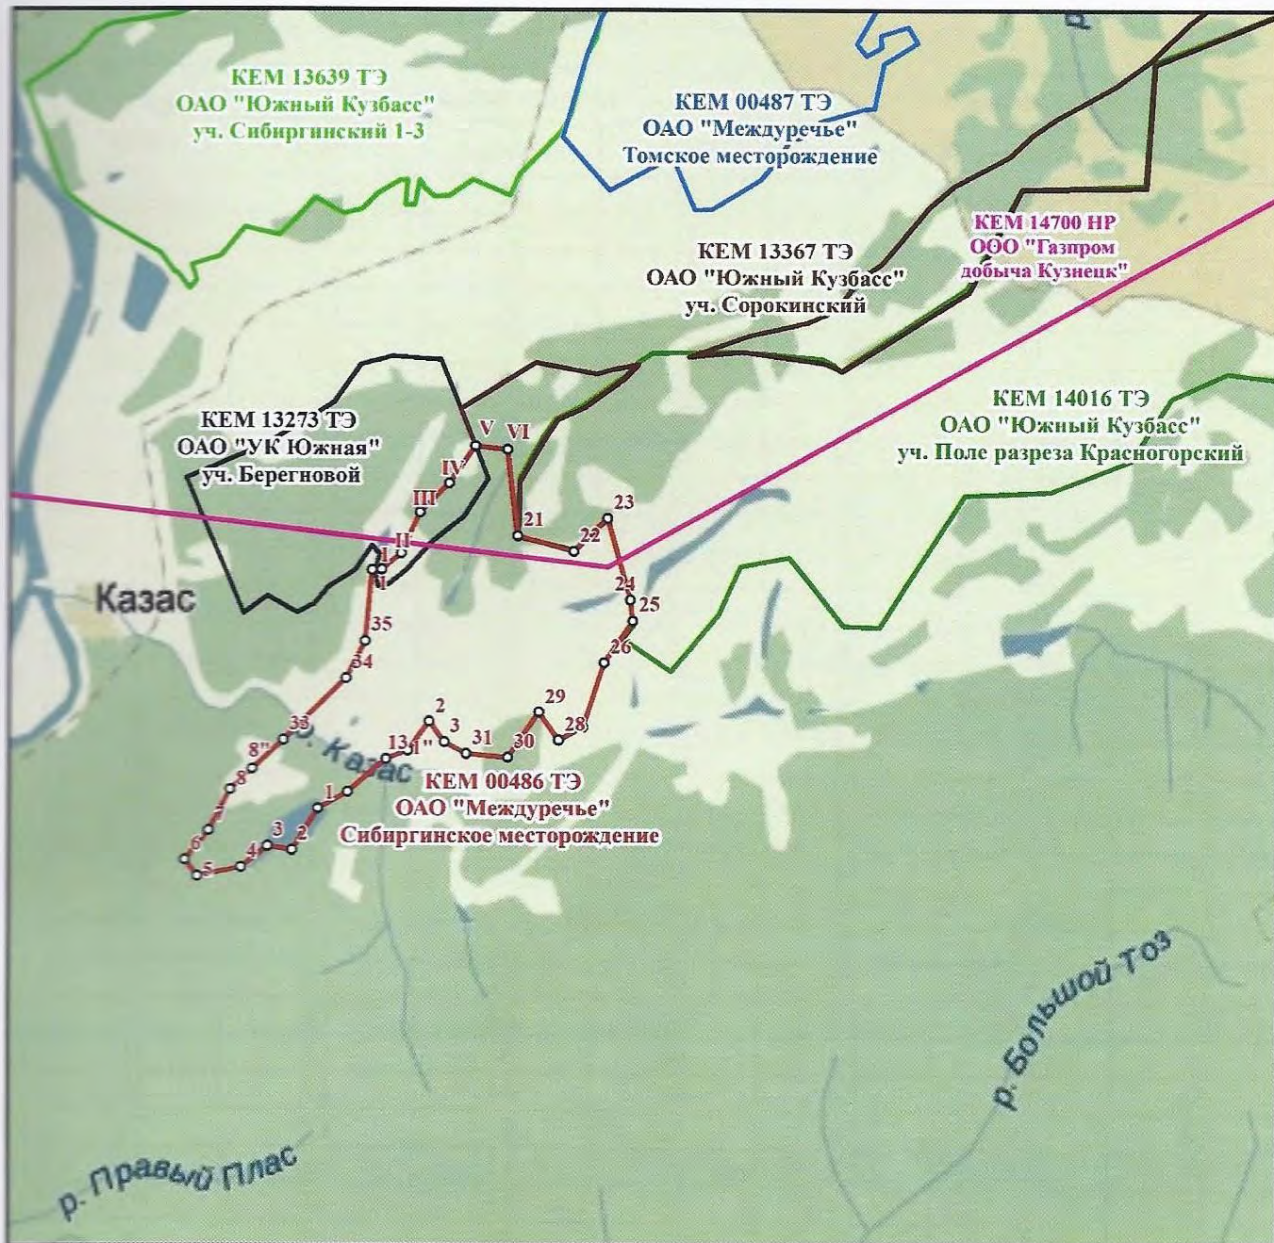 р
КЕМ 13639 ТЭ
ОАО "Южный Кузбасс"
уч. Сибиргинский 1-3
КЕМ 00487 ТЭ
ОАО "Междуречье"
Томское месторождение
КЕМ 14700 НР
ООО "Газпром
добыча Кузнецк"
КЕМ 13367 ТЭ
ОАО "Южный Кузбасс"
уч. Сорокинский
КЕМ 14016 ТЭ
ОАО "Южный Кузбасс"
уч. Поле разреза Красногорский
КЕМ 13273 ТЭ
ОАО "УК Южная"
уч. Берегновой
V
VI
IV
III
II
I
1
21
22
23
24
25
26
28
29
30
31
3
2
1"
13
35
34
33
8"
8
7
6
5
4
3
2
1
Казас
р. Казас
КЕМ 00486 ТЭ
ОАО "Междуречье"
Сибиргинское месторождение
р. Большой Тоз
р. Правый Плас